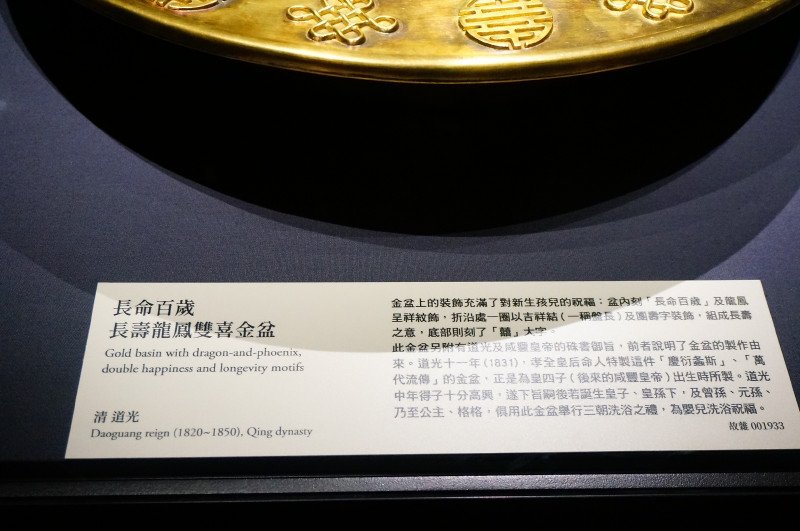 長命百歲
長壽龍鳳雙喜金盆
Gold basin with dragon-and-phoenix,
double happiness and longevity motifs
清 道光
Daoguang reign (1820~1850), Qing dynasty
金盆上的裝飾充滿了對新生孩兒的祝福：盆內刻「長命百歲」及龍鳳
呈祥紋飾，折沿處一圈以吉祥結（一稱盤長）及團壽字裝飾，組成長壽
之意，底部則刻了「囍」大字。
此金盆另附有道光及咸豐皇帝的硃書御旨，前者說明了金盆的製作由
來。道光十一年 (1831)，孝全皇后命人特製這件「慶衍螽斯」、「萬
代流傳」的金盆，正是為皇四子（後來的咸豐皇帝）出生時所製。道光
中年得子十分高興，遂下旨嗣後若誕生皇子、皇孫下，及曾孫、元孫、
乃至公主、格格，俱用此金盆舉行三朝洗浴之禮，為嬰兒洗浴祝福。
故雜 001933